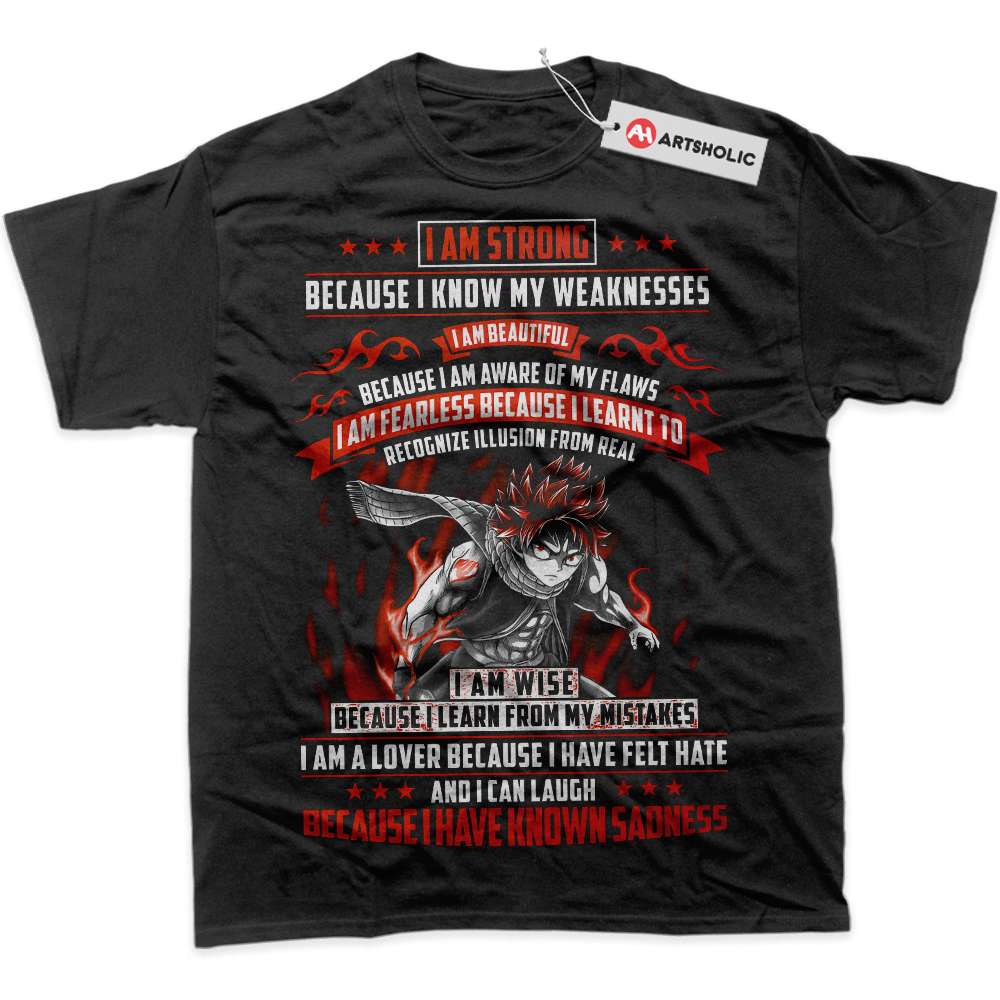 AH ARTSHOLIC
I AM STRONG
BECAUSE I KNOW MY WEAKNESSES
I AM BEAUTIFUL
BECAUSE I AM AWARE OF MY FLAWS
I AM FEARLESS BECAUSE I LEARNT TO
RECOGNIZE ILLUSION FROM REAL
I AM WISE
BECAUSE I LEARN FROM MY MISTAKES
I AM A LOVER BECAUSE I HAVE FELT HATE
AND I CAN LAUGH
BECAUSE I HAVE KNOWN SADNESS